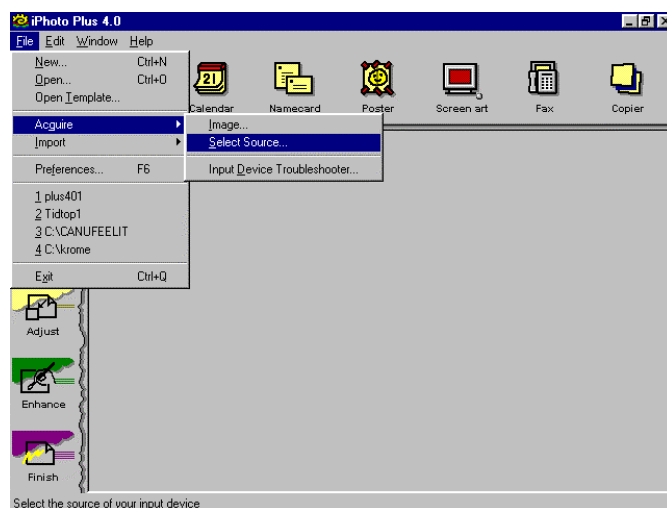 iPhoto Plus 4.0
File Edit Window Help
New... Ctrl+N
Open... Ctrl+O
Open Template...
Acquire
Import
Preferences... F6
1 plus401
2 Tidtop1
3 C:\CANUFEELIT
4 C:\krome
Exit Ctrl+Q
Image...
Select Source...
Input Device Troubleshooter...
21
Calendar Namecard Poster Screen art Fax Copier
Adjust
Enhance
Finish
Select the source of your input device